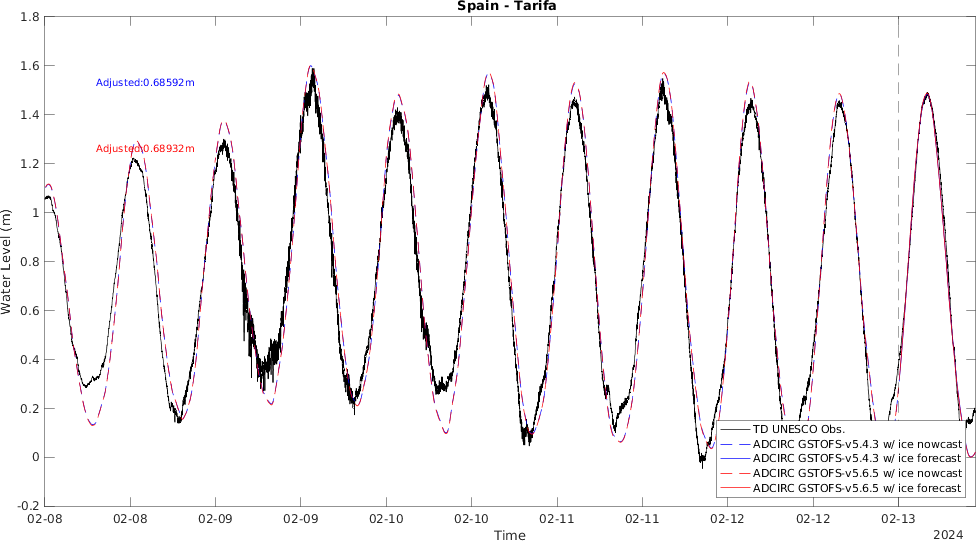 Spain - Tarifa
1.8
1.6
1.4
1.2
1
0.8
0.6
0.4
0.2
0
-0.2
Water Level (m)
Adjusted:0.68592m
Adjusted:0.68932m
TD UNESCO Obs.
ADCIRC GSTOFS-v5.4.3 w/ ice nowcast
ADCIRC GSTOFS-v5.4.3 w/ ice forecast
ADCIRC GSTOFS-v5.6.5 w/ ice nowcast
ADCIRC GSTOFS-v5.6.5 w/ ice forecast
02-08 02-08 02-09 02-09 02-10 02-10 02-11 02-11 02-12 02-12 02-13
Time
2024